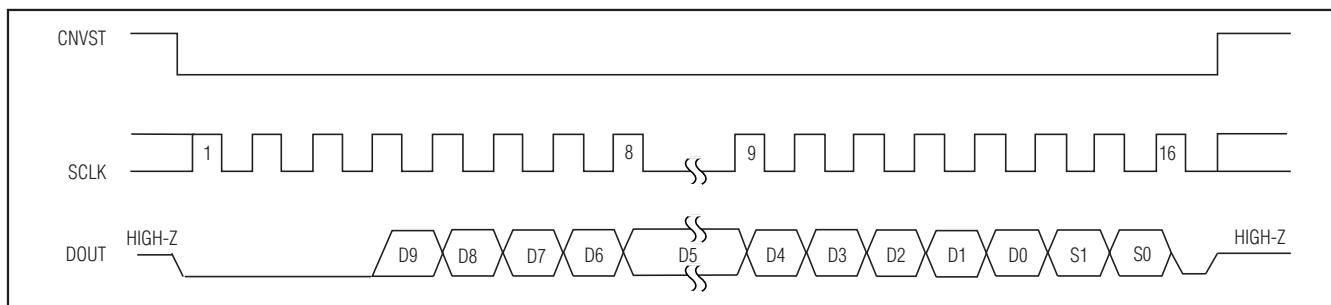 CNVST
SCLK
1
8
9
16
DOUT
HIGH-Z
D9
D8
D7
D6
D5
D4
D3
D2
D1
D0
S1
S0
HIGH-Z